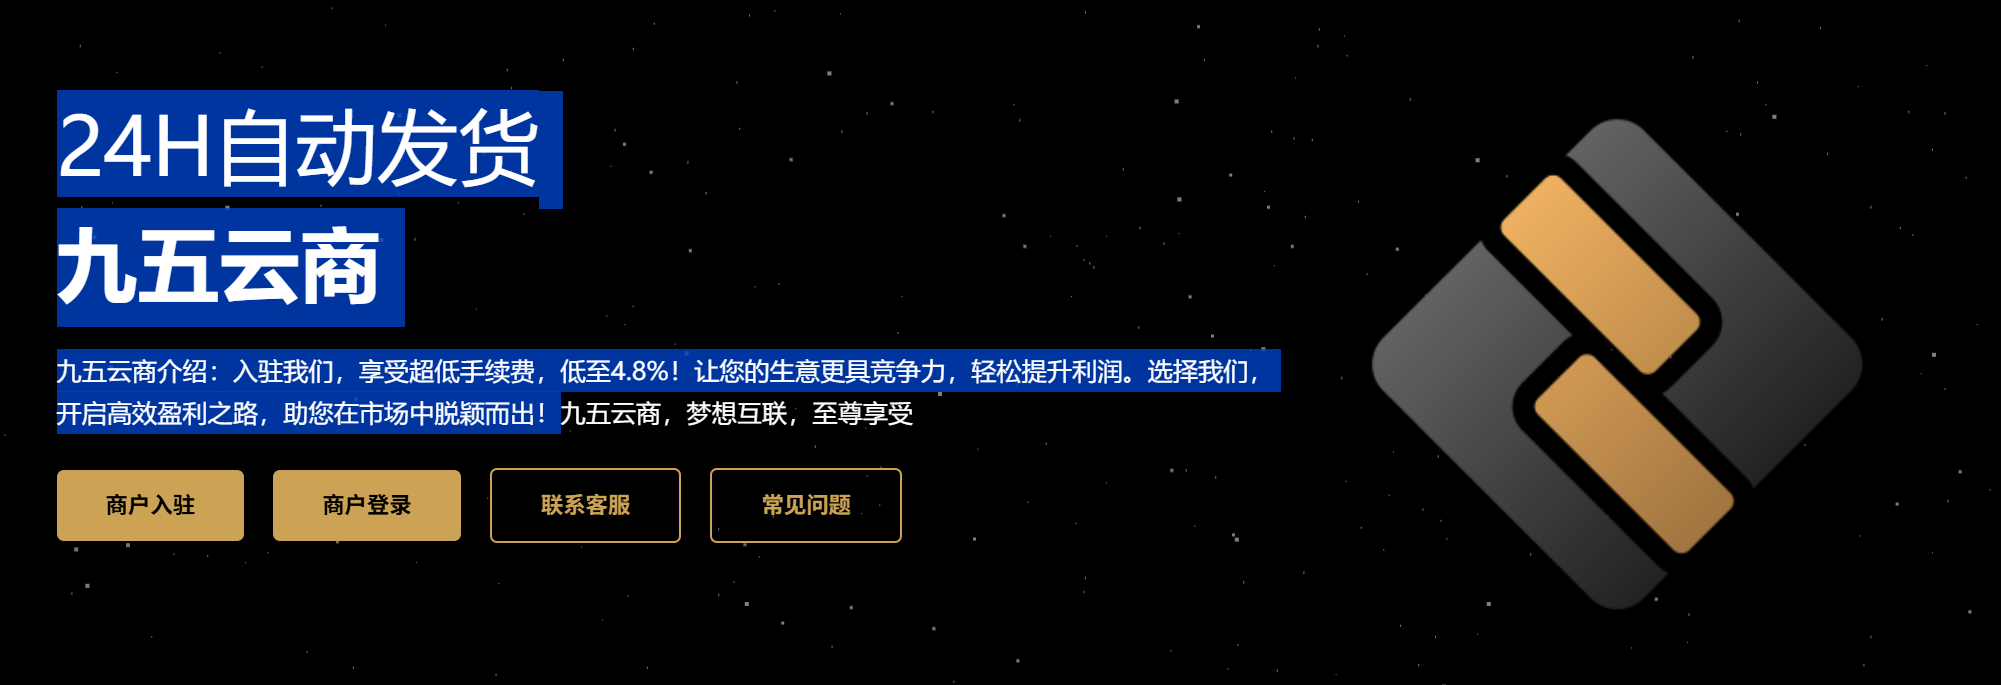 24H自动发货
九五云商
九五云商介绍：入驻我们，享受超低手续费，低至4.8%！让您的生意更具竞争力，轻松提升利润。选择我们，
开启高效盈利之路，助您在市场中脱颖而出！九五云商，梦想互联，至尊享受
商户入驻
商户登录
联系客服
常见问题